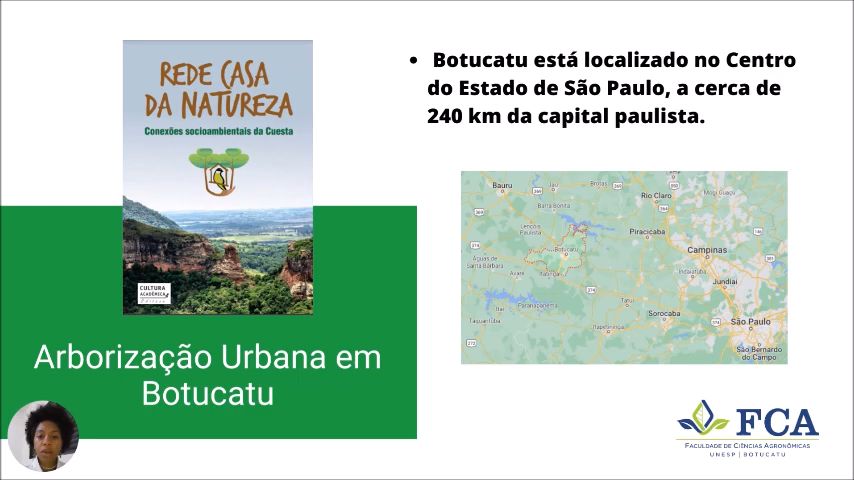 REDE CASA
DA NATUREZA
Conexões socioambientais da Cuesta
CULTURA
ACADÊMICA
Editora
Arborização Urbana em
Botucatu
• Botucatu está localizado no Centro
do Estado de São Paulo, a cerca de
240 km da capital paulista.
Bauru
Jaú
Brotas
Rio Claro
Mogi Guaçu
Barra Bonita
Lençóis
Paulista
Piracicaba
Botucatu
Campinas
Águas de
Santa Bárbara
Avaré
Itatinga
Indaiatuba
Jundiaí
Paranapanema
Itaí
Tatuí
Sorocaba
Taquarituba
Itapetininga
São Paulo
São Bernardo
do Campo
FCA
FACULDADE DE CIÊNCIAS AGRONÔMICAS
UNESP | BOTUCATU